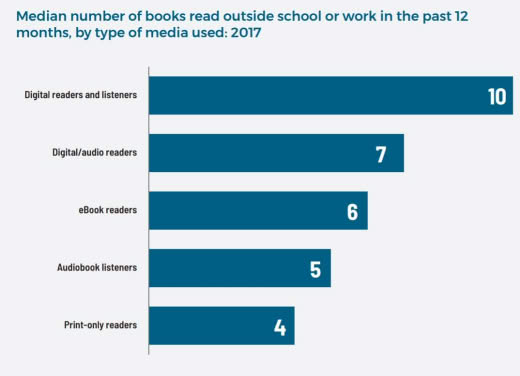 Median number of books read outside school or work in the past 12
months, by type of media used: 2017
Digital readers and listeners 10
Digital/audio readers 7
eBook readers 6
Audiobook listeners 5
Print-only readers 4